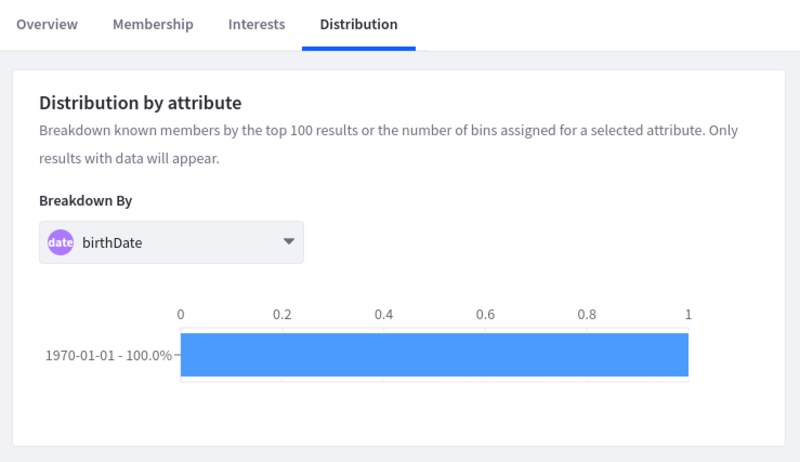 Overview Membership Interests Distribution
Distribution by attribute
Breakdown known members by the top 100 results or the number of bins assigned for a selected attribute. Only
results with data will appear.
Breakdown By
date birthDate
0 0.2 0.4 0.6 0.8 1
1970-01-01 - 100.0%